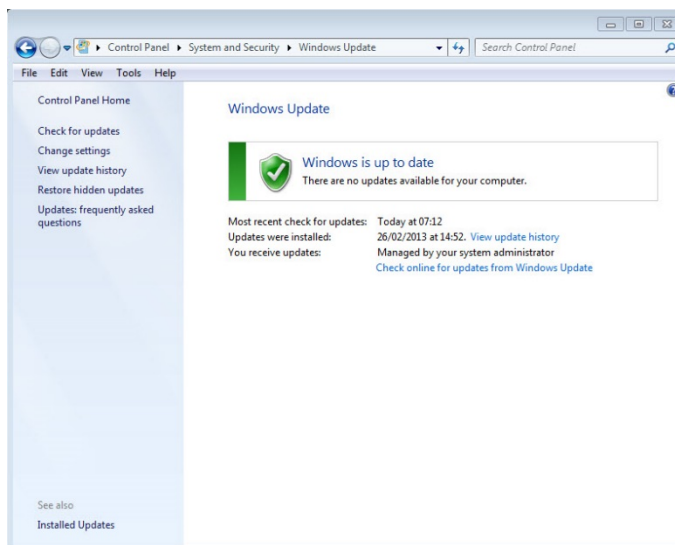 Control Panel ▸ System and Security ▸ Windows Update
Search Control Panel
File Edit View Tools Help
Control Panel Home
Check for updates
Change settings
View update history
Restore hidden updates
Updates: frequently asked
questions
Windows Update
Windows is up to date
There are no updates available for your computer.
Most recent check for updates: Today at 07:12
Updates were installed: 26/02/2013 at 14:52. View update history
You receive updates: Managed by your system administrator
Check online for updates from Windows Update
See also
Installed Updates